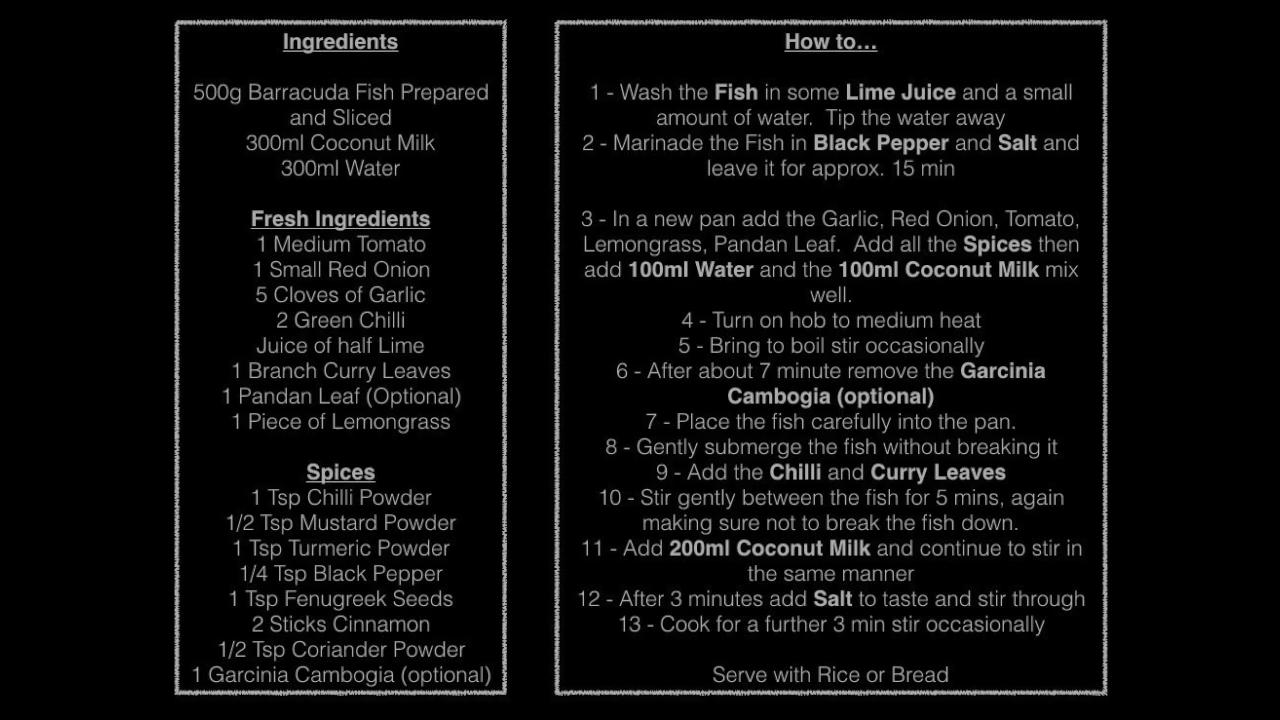 Ingredients
500g Barracuda Fish Prepared
and Sliced
300ml Coconut Milk
300ml Water
Fresh Ingredients
1 Medium Tomato
1 Small Red Onion
5 Cloves of Garlic
2 Green Chilli
Juice of half Lime
1 Branch Curry Leaves
1 Pandan Leaf (Optional)
1 Piece of Lemongrass
Spices
1 Tsp Chilli Powder
1/2 Tsp Mustard Powder
1 Tsp Turmeric Powder
1/4 Tsp Black Pepper
1 Tsp Fenugreek Seeds
2 Sticks Cinnamon
1/2 Tsp Coriander Powder
1 Garcinia Cambogia (optional)
How to...
1 - Wash the Fish in some Lime Juice and a small
amount of water.  Tip the water away
2 - Marinade the Fish in Black Pepper and Salt and
leave it for approx. 15 min
3 - In a new pan add the Garlic, Red Onion, Tomato,
Lemongrass, Pandan Leaf.  Add all the Spices then
add 100ml Water and the 100ml Coconut Milk mix
well.
4 - Turn on hob to medium heat
5 - Bring to boil stir occasionally
6 - After about 7 minute remove the Garcinia
Cambogia (optional)
7 - Place the fish carefully into the pan.
8 - Gently submerge the fish without breaking it
9 - Add the Chilli and Curry Leaves
10 - Stir gently between the fish for 5 mins, again
making sure not to break the fish down.
11 - Add 200ml Coconut Milk and continue to stir in
the same manner
12 - After 3 minutes add Salt to taste and stir through
13 - Cook for a further 3 min stir occasionally
Serve with Rice or Bread